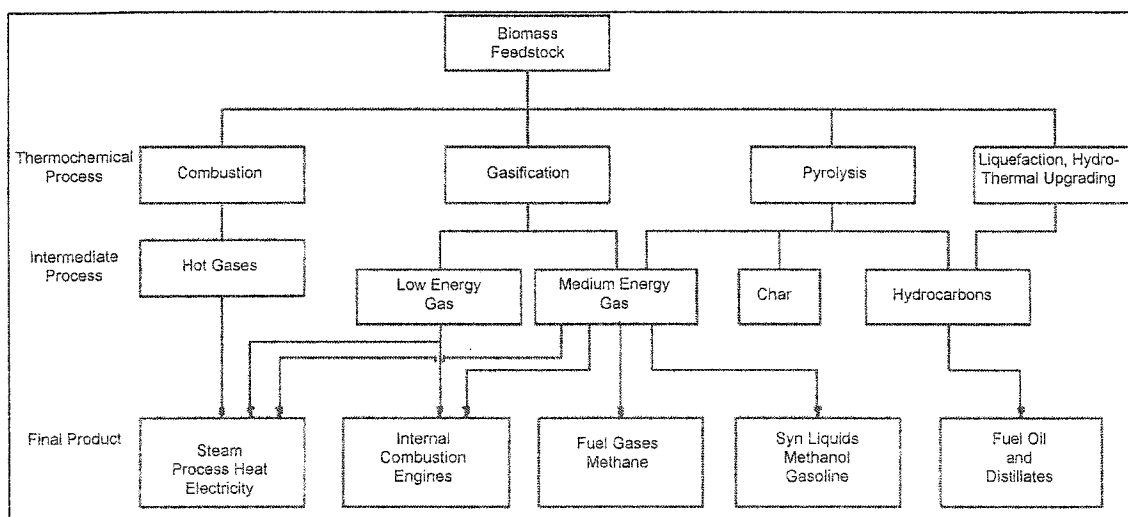 Biomass
Feedstock
Thermochemical
Process
Combustion
Gasification
Pyrolysis
Liquefaction, Hydro-
Thermal Upgrading
Intermediate
Process
Hot Gases
Low Energy
Gas
Medium Energy
Gas
Char
Hydrocarbons
Final Product
Steam
Process Heat
Electricity
Internal
Combustion
Engines
Fuel Gases
Methane
Syn Liquids
Methanol
Gasoline
Fuel Oil
and
Distillates